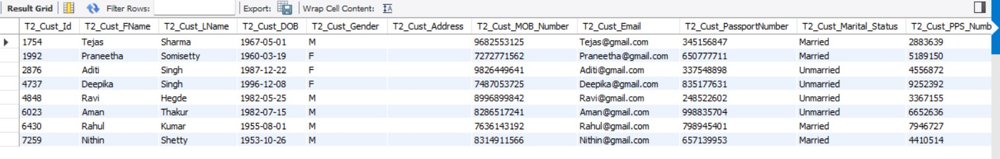 Result Grid Filter Rows: Export: Wrap Cell Content: IA
T2_Cust_Id T2_Cust_FName T2_Cust_LName T2_Cust_DOB T2_Cust_Gender T2_Cust_Address T2_Cust_MOB_Number T2_Cust_Email T2_Cust_PassportNumber T2_Cust_Marital_Status T2_Cust_PPS_Numb
1754 Tejas Sharma 1967-05-01 M 9682553125 Tejas@gmail.com 345156847 Married 2883639
1992 Praneetha Somisetty 1960-03-19 F 7272771562 Praneetha@gmail.com 650777711 Married 5189150
2876 Aditi Singh 1987-12-22 F 9826449641 Aditi@gmail.com 337548898 Unmarried 4556872
4737 Deepika Singh 1996-12-08 F 7487053725 Deepika@gmail.com 835177631 Unmarried 9252392
4848 Ravi Hegde 1982-05-25 M 8996899842 Ravi@gmail.com 248522602 Unmarried 3367155
6023 Aman Thakur 1982-07-15 M 8286517241 Aman@gmail.com 998835704 Unmarried 6652636
6430 Rahul Kumar 1955-08-01 M 7636143192 Rahul@gmail.com 798945401 Married 7946727
7259 Nithin Shetty 1953-10-26 M 8314911566 Nithin@gmail.com 657139953 Married 4410514